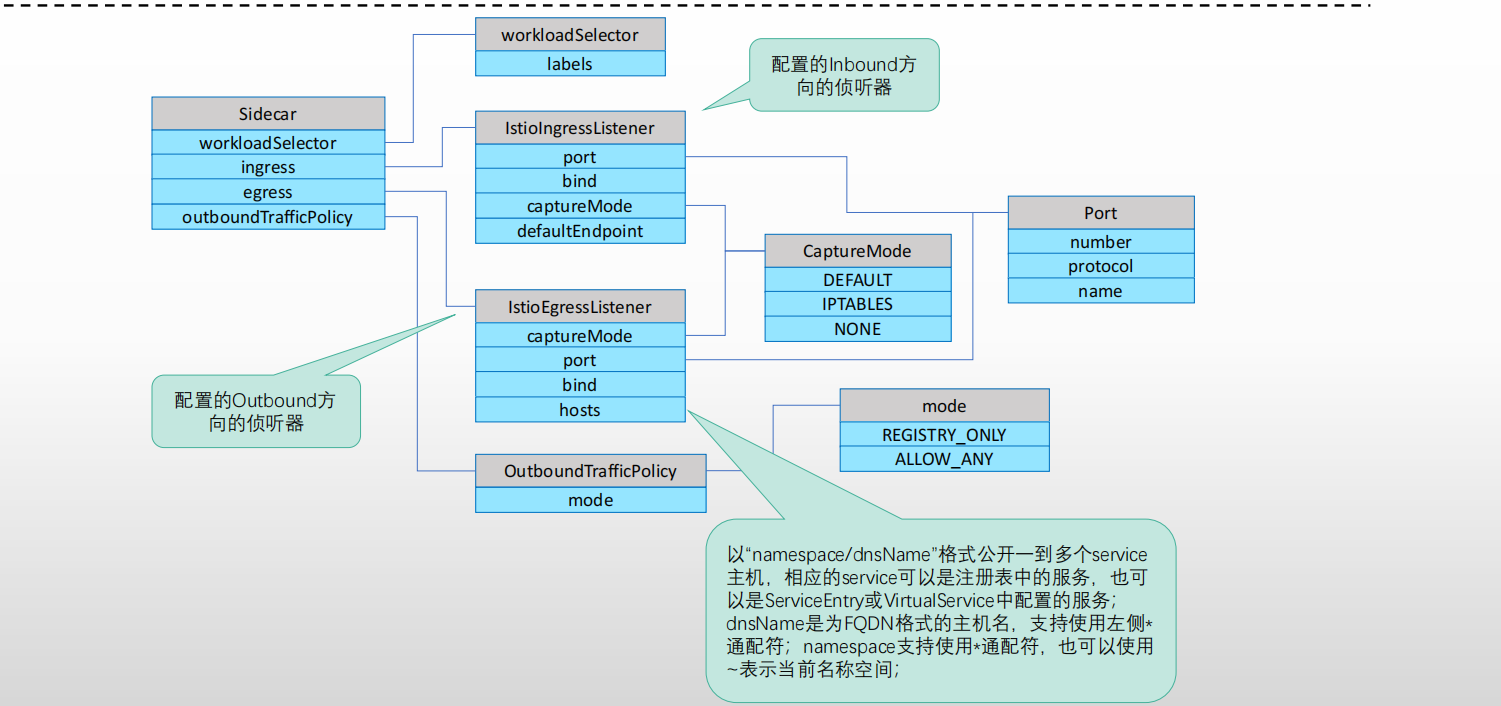 workloadSelector
labels
配置的Inbound方
向的侦听器
Sidecar
workloadSelector
ingress
egress
outboundTrafficPolicy
IstioIngressListener
port
bind
captureMode
defaultEndpoint
Port
number
protocol
name
CaptureMode
DEFAULT
IPTABLES
NONE
IstioEgressListener
captureMode
port
bind
hosts
配置的Outbound方
向的侦听器
mode
REGISTRY_ONLY
ALLOW_ANY
OutboundTrafficPolicy
mode
以“namespace/dnsName”格式公开一到多个service
主机，相应的service可以是注册表中的服务，也可
以是ServiceEntry或VirtualService中配置的服务；
dnsName是为FQDN格式的主机名，支持使用左侧*
通配符；namespace支持使用*通配符，也可以使用
~表示当前名称空间；